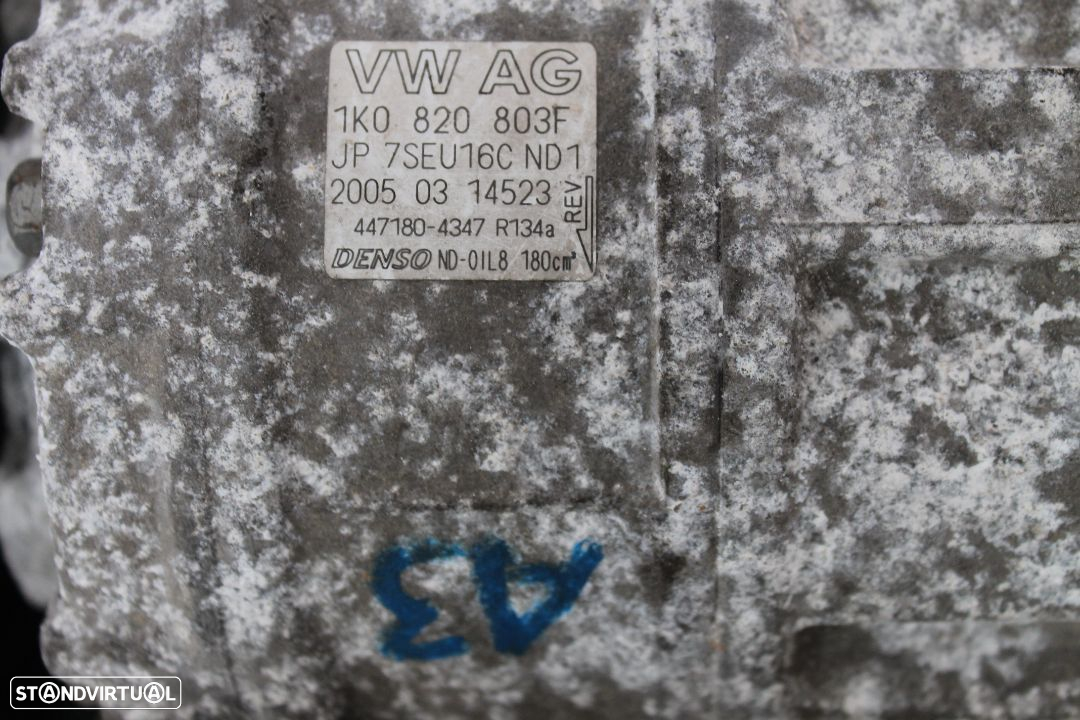 VW AG
1K0 820 803F
JP 7SEU16C ND1
2005 03 14523
REV
447180-4347 R134a
DENSO ND-OIL8 180cm³
A3
STANDVIRTUAL